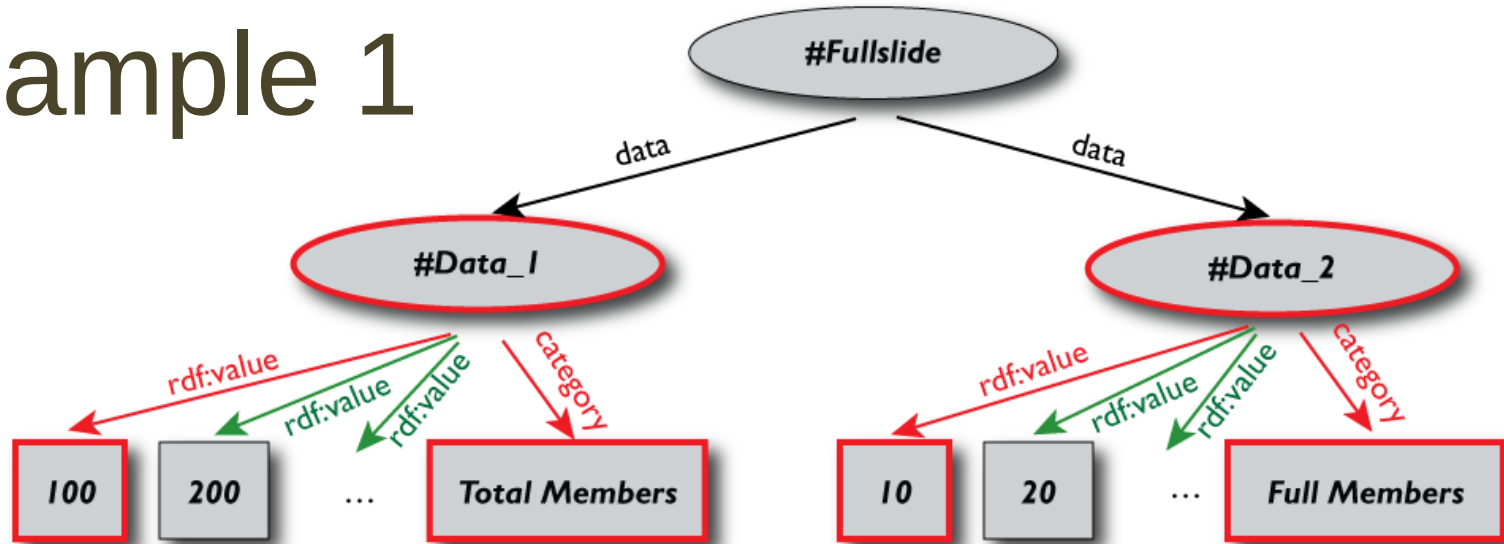 ample 1
#Fullslide
data
data
#Data_1
#Data_2
rdf:value
rdf:value
rdf:value
category
rdf:value
rdf:value
rdf:value
category
100
200
...
Total Members
10
20
...
Full Members